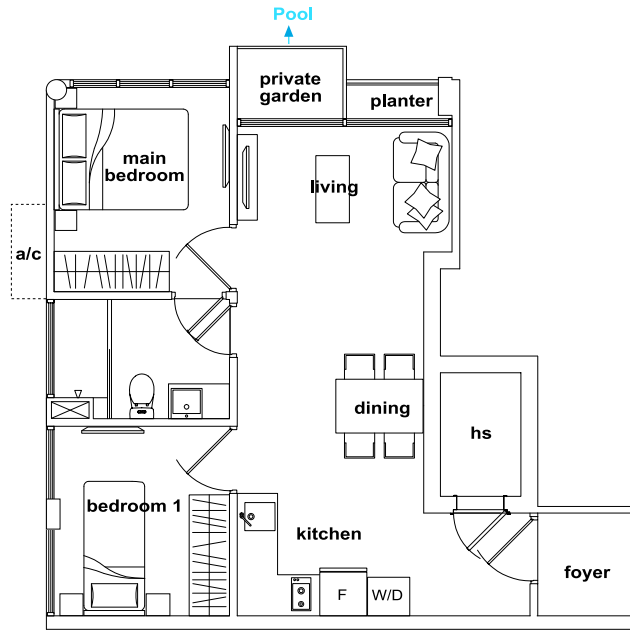 Pool
private
garden
planter
main
bedroom
living
a/c
dining
hs
bedroom 1
kitchen
foyer
F
W/D